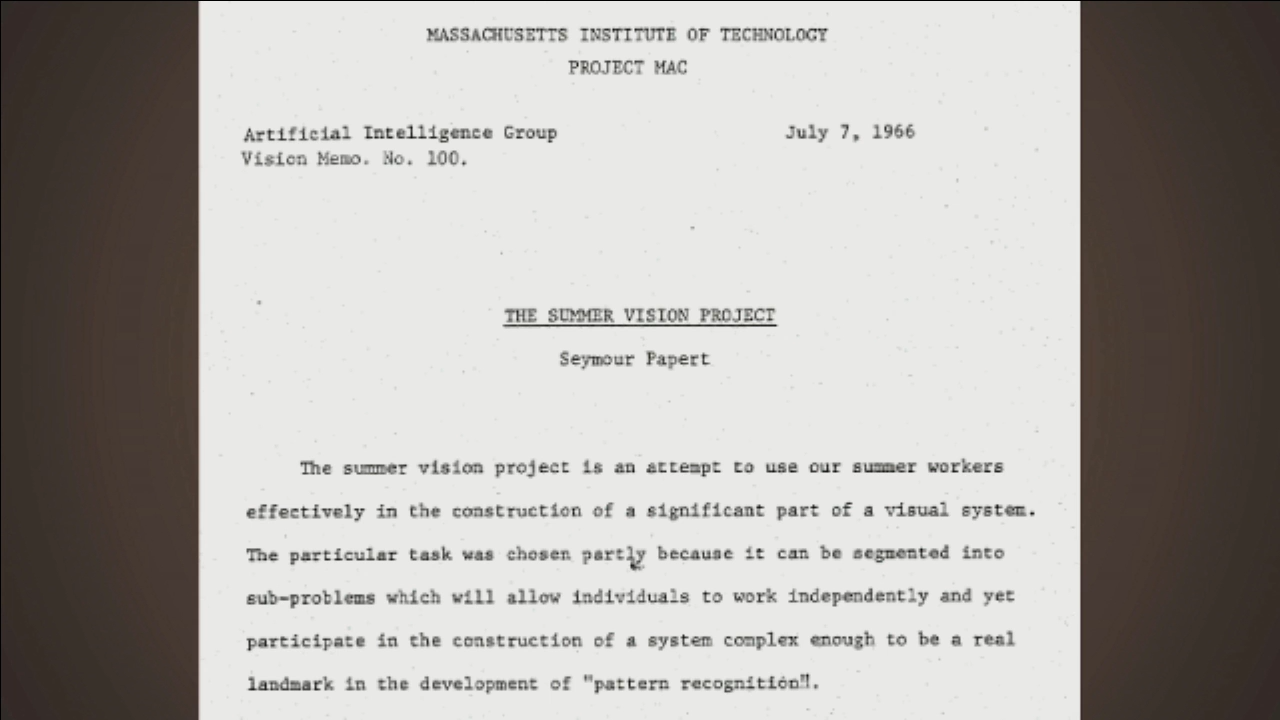 MASSACHUSETTS INSTITUTE OF TECHNOLOGY
PROJECT MAC
Artificial Intelligence Group July 7, 1966
Vision Memo. No. 100.
THE SUMMER VISION PROJECT
Seymour Papert
The summer vision project is an attempt to use our summer workers
effectively in the construction of a significant part of a visual system.
The particular task was chosen partly because it can be segmented into
sub-problems which will allow individuals to work independently and yet
participate in the construction of a system complex enough to be a real
landmark in the development of "pattern recognition".